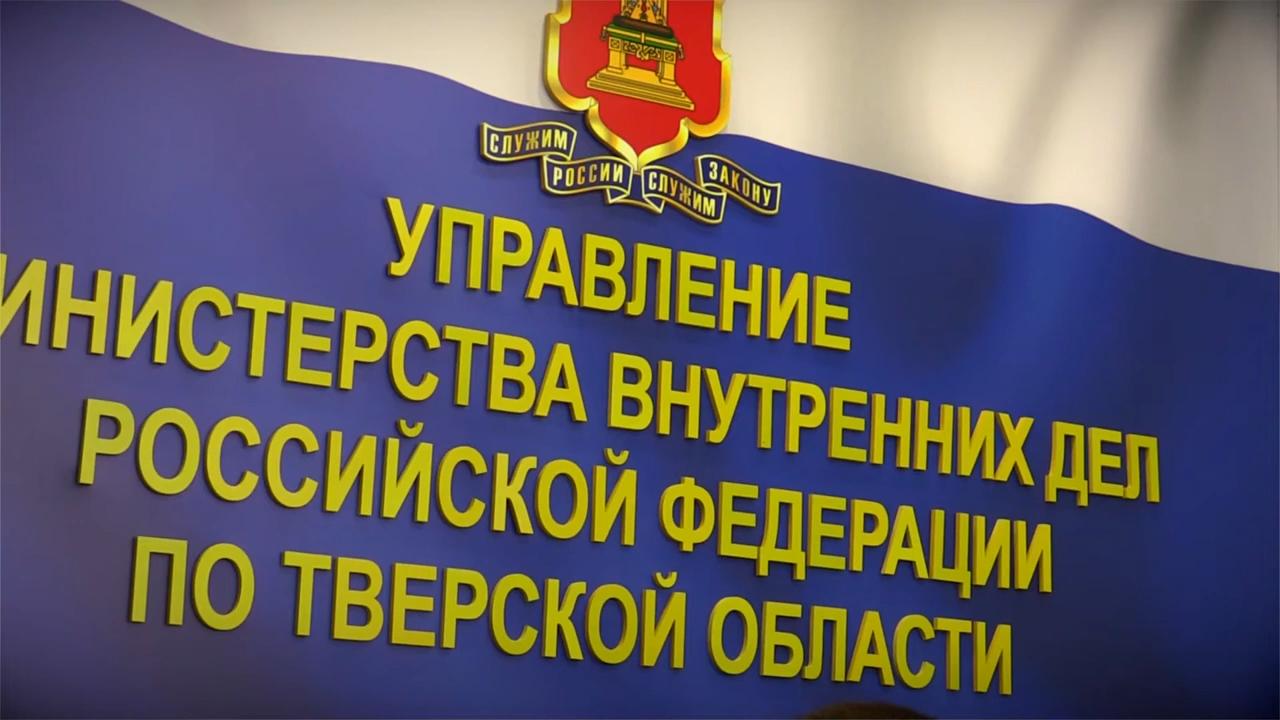 СЛУЖИМ РОССИИ СЛУЖИМ ЗАКОНУ
УПРАВЛЕНИЕ
ИНИСТЕРСТВА ВНУТРЕННИХ ДЕЛ
РОССИЙСКОЙ ФЕДЕРАЦИИ
ПО ТВЕРСКОЙ ОБЛАСТИ